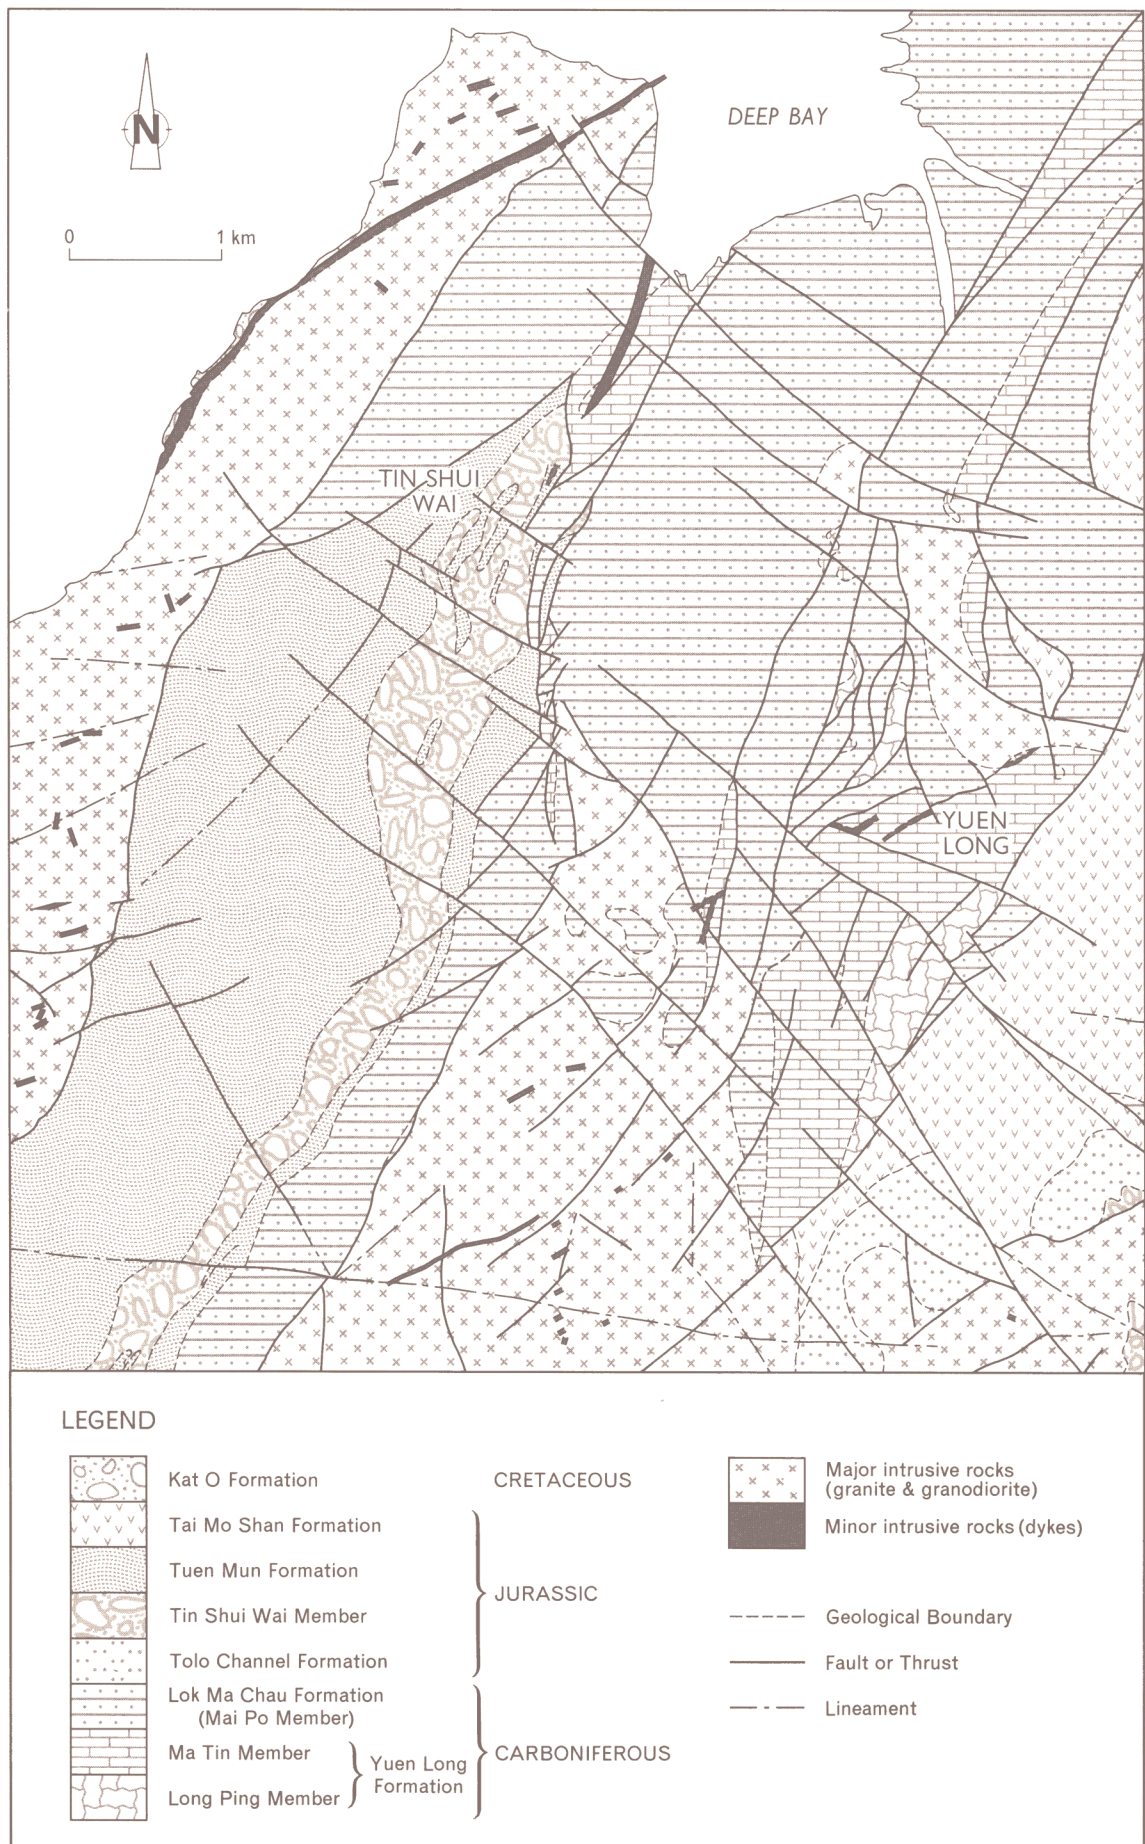 DEEP BAY
N
0 1 km
TIN SHUI
WAI
YUEN
LONG
LEGEND
Kat O Formation
CRETACEOUS
Tai Mo Shan Formation
Tuen Mun Formation
Tin Shui Wai Member
JURASSIC
Tolo Channel Formation
Lok Ma Chau Formation
(Mai Po Member)
Ma Tin Member
Long Ping Member
Yuen Long
Formation
CARBONIFEROUS
Major intrusive rocks
(granite & granodiorite)
Minor intrusive rocks (dykes)
Geological Boundary
Fault or Thrust
Lineament